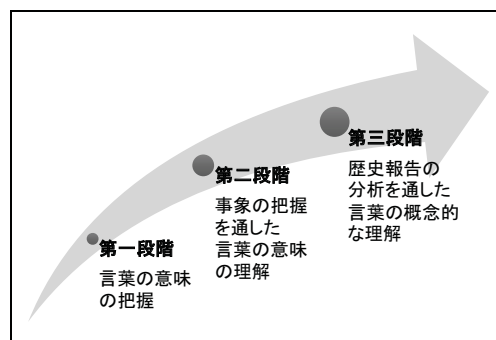 第一段階
言葉の意味
の把握
第二段階
事象の把握
を通した
言葉の意味
の理解
第三段階
歴史報告の
分析を通した
言葉の概念的
な理解